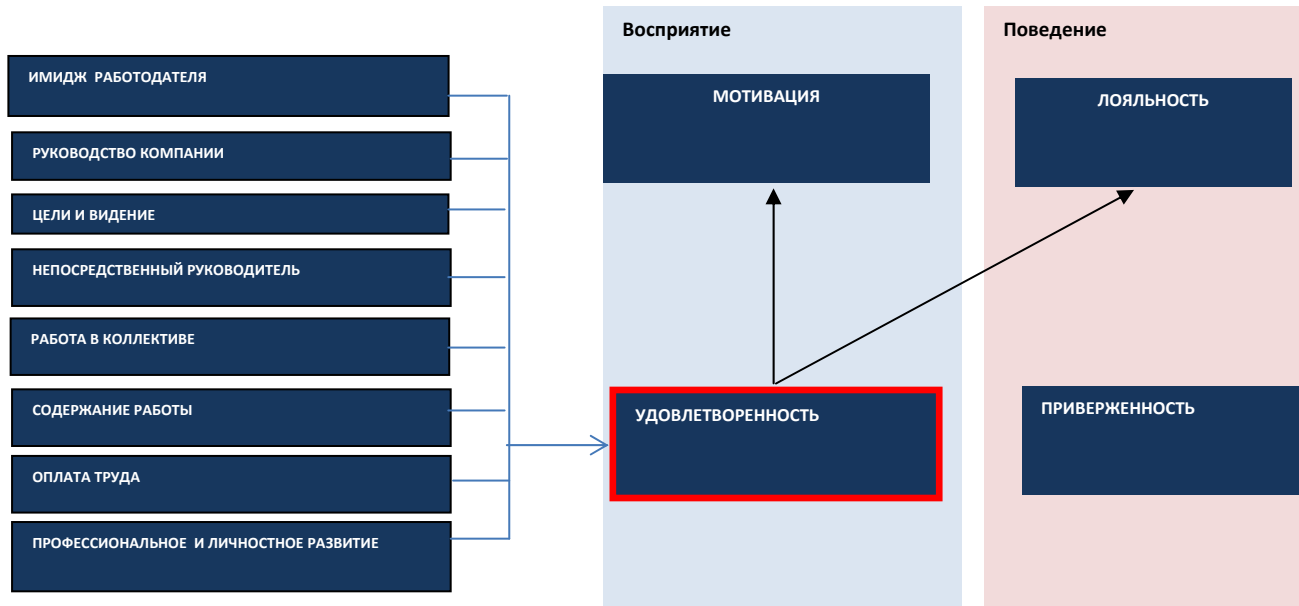 Восприятие
Поведение
ИМИДЖ РАБОТОДАТЕЛЯ
РУКОВОДСТВО КОМПАНИИ
ЦЕЛИ И ВИДЕНИЕ
НЕПОСРЕДСТВЕННЫЙ РУКОВОДИТЕЛЬ
РАБОТА В КОЛЛЕКТИВЕ
СОДЕРЖАНИЕ РАБОТЫ
ОПЛАТА ТРУДА
ПРОФЕССИОНАЛЬНОЕ И ЛИЧНОСТНОЕ РАЗВИТИЕ
МОТИВАЦИЯ
ЛОЯЛЬНОСТЬ
УДОВЛЕТВОРЕННОСТЬ
ПРИВЕРЖЕННОСТЬ